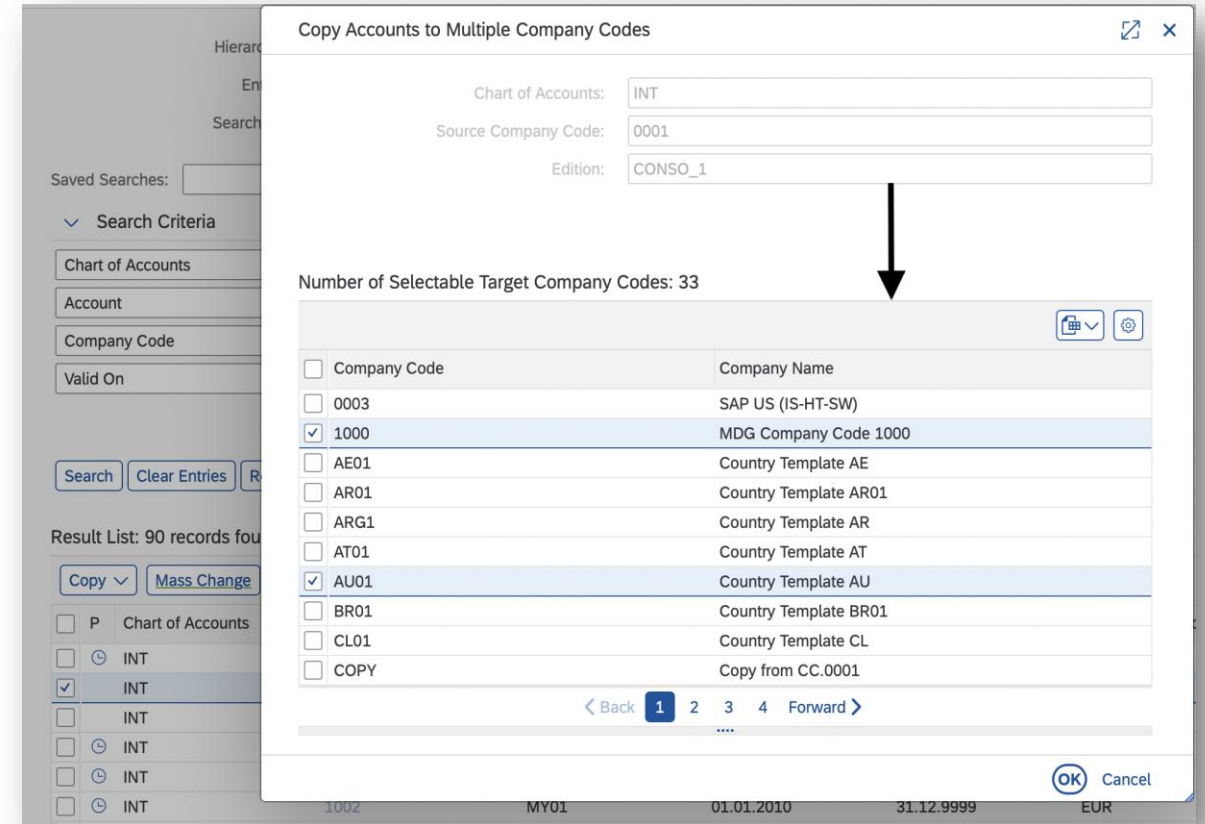 Copy Accounts to Multiple Company Codes
Hierarc
Chart of Accounts: INT
En
Source Company Code: 0001
Search
Edition: CONSO_1
Saved Searches:
Search Criteria
Chart of Accounts
Account
Company Code
Valid On
Search Clear Entries R
Result List: 90 records fou
Copy Mass Change
P Chart of Accounts
INT
INT
INT
INT
INT
INT 1002 MY01 01.01.2010 31.12.9999 EUR
Number of Selectable Target Company Codes: 33
Company Code Company Name
0003 SAP US (IS-HT-SW)
1000 MDG Company Code 1000
AE01 Country Template AE
AR01 Country Template AR01
ARG1 Country Template AR
AT01 Country Template AT
AU01 Country Template AU
BR01 Country Template BR01
CL01 Country Template CL
COPY Copy from CC.0001
Back 1 2 3 4 Forward
OK Cancel